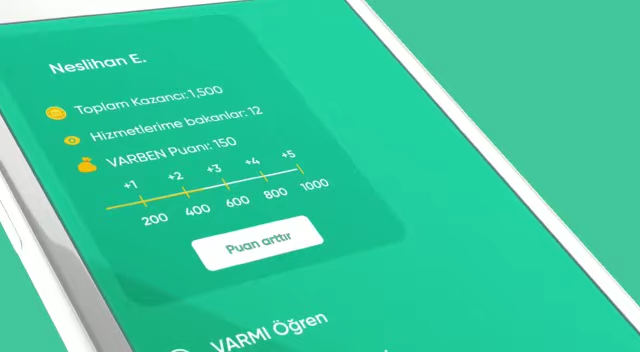 Neslihan E.
Toplam Kazancı: 1,500
Hizmetlerime bakanlar: 12
VARBEN Puanı: 150
+1 +2 +3 +4 +5
200 400 600 800 1000
Puan arttır
VARMI Öğren